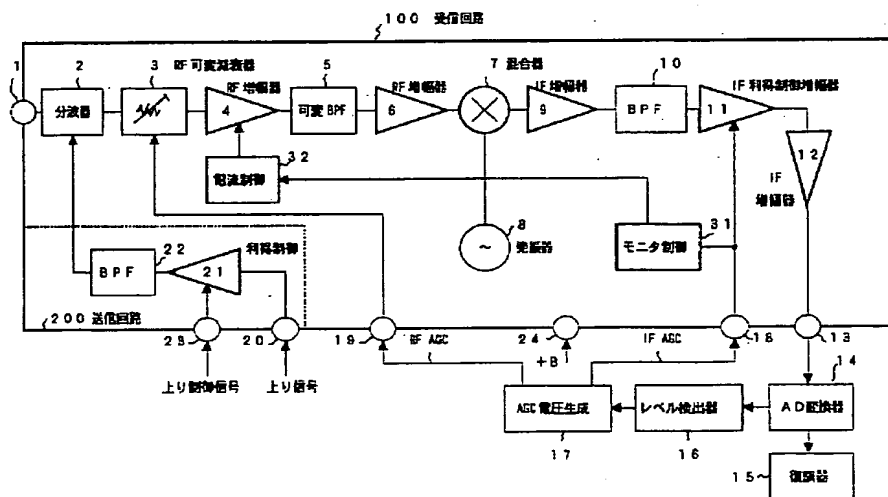 100 受信回路
1
2
分波器
3 RF可変減衰器
RF増幅器
4
5
可変BPF
RF増幅器
6
7 混合器
IF増幅器
9
10
BPF
IF利得制御増幅器
11
12
IF
増幅器
32
電流制御
8
~
発振器
31
モニタ制御
利得制御
22
BPF
21
200 送信回路
23
20
19
RF AGC
24
+B
IF AGC
18
13
上り制御信号
上り信号
AGC電圧生成
17
レベル検出器
16
14
AD変換器
15
復調器